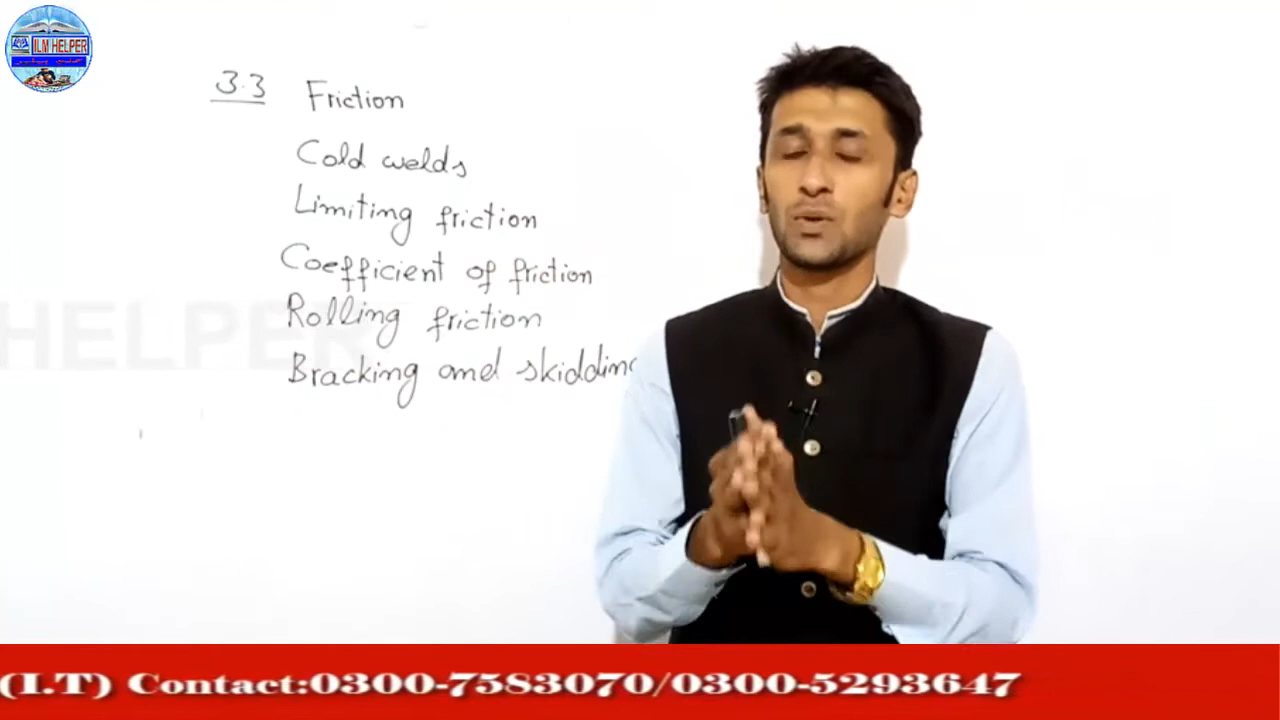 ILM HELPER
3.3 Friction
Cold welds
Limiting friction
Coefficient of friction
Rolling friction
Bracking and skidding
HELPER
(I.T) Contact:0300-7583070/0300-5293647